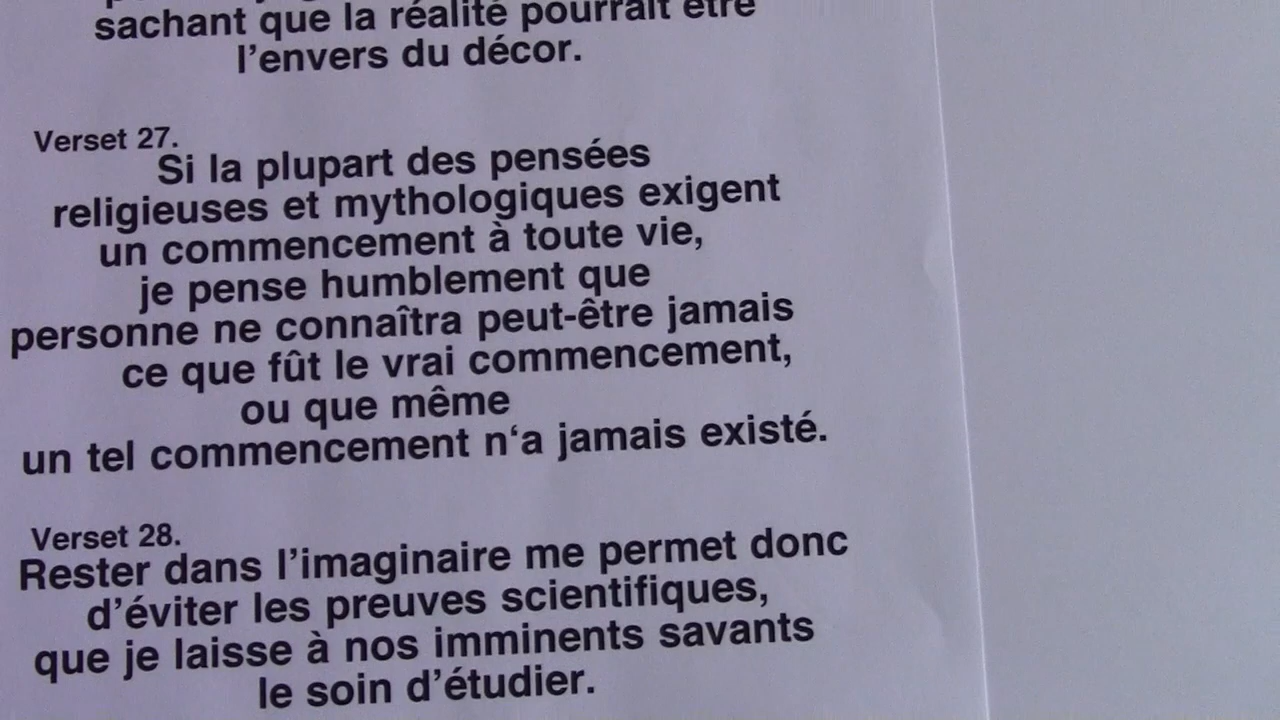 sachant que la réalité pourrait être
l'envers du décor.
Verset 27.
Si la plupart des pensées
religieuses et mythologiques exigent
un commencement à toute vie,
je pense humblement que
personne ne connaîtra peut-être jamais
ce que fût le vrai commencement,
ou que même
un tel commencement n‘a jamais existé.
Verset 28.
Rester dans l'imaginaire me permet donc
d'éviter les preuves scientifiques,
que je laisse à nos imminents savants
le soin d'étudier.